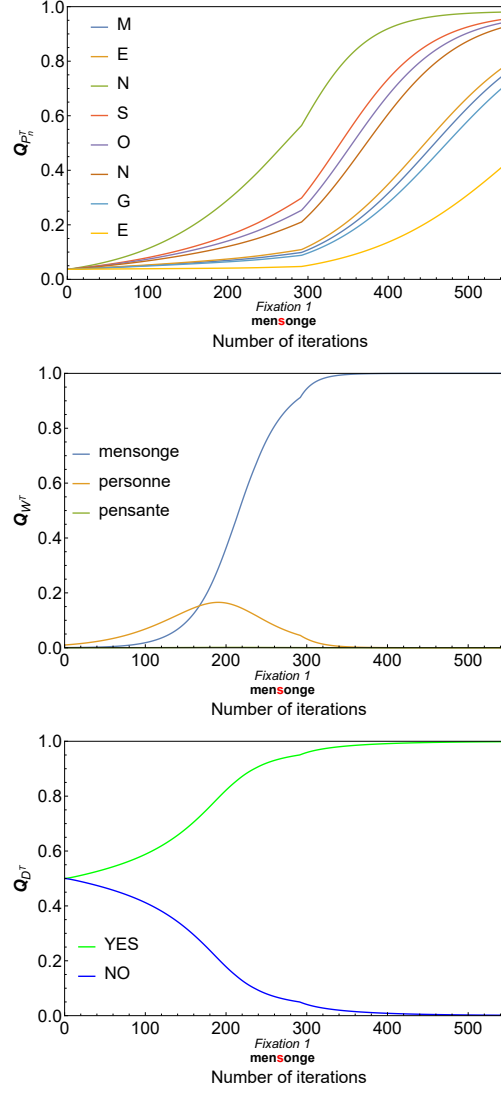 1.0
0.8
0.6
0.4
0.2
0.0
Q_{P_n^T}
M
E
N
S
O
N
G
E
0 100 200 300 400 500
Fixation 1
mensonge
Number of iterations
1.0
0.8
0.6
0.4
0.2
0.0
Q_{W^T}
mensonge
personne
pensante
0 100 200 300 400 500
Fixation 1
mensonge
Number of iterations
1.0
0.8
0.6
0.4
0.2
0.0
Q_{D^T}
YES
NO
0 100 200 300 400 500
Fixation 1
mensonge
Number of iterations